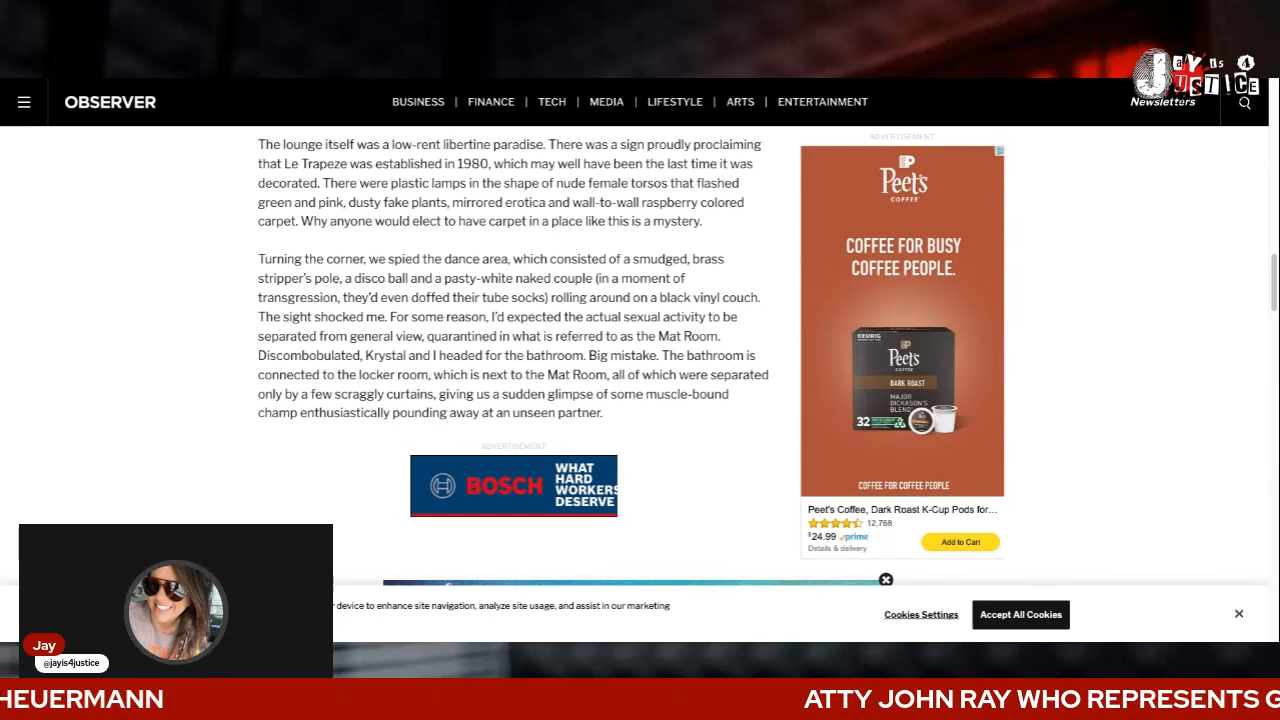 Jay is 4
JUSTICE
Newsletters
OBSERVER
BUSINESS | FINANCE | TECH | MEDIA | LIFESTYLE | ARTS | ENTERTAINMENT
The lounge itself was a low-rent libertine paradise. There was a sign proudly proclaiming
that Le Trapeze was established in 1980, which may well have been the last time it was
decorated. There were plastic lamps in the shape of nude female torsos that flashed
green and pink, dusty fake plants, mirrored erotica and wall-to-wall raspberry colored
carpet. Why anyone would elect to have carpet in a place like this is a mystery.
Turning the corner, we spied the dance area, which consisted of a smudged, brass
stripper's pole, a disco ball and a pasty-white naked couple (in a moment of
transgression, they'd even doffed their tube socks) rolling around on a black vinyl couch.
The sight shocked me. For some reason, I'd expected the actual sexual activity to be
separated from general view, quarantined in what is referred to as the Mat Room.
Discombobulated, Krystal and I headed for the bathroom. Big mistake. The bathroom is
connected to the locker room, which is next to the Mat Room, all of which were separated
only by a few scraggly curtains, giving us a sudden glimpse of some muscle-bound
champ enthusiastically pounding away at an unseen partner.
ADVERTISEMENT
BOSCH
WHAT
HARD
WORKERS
DESERVE
ADVERTISEMENT
Peet's
COFFEE
COFFEE FOR BUSY
COFFEE PEOPLE.
KEURIG
Peet's
COFFEE
DARK ROAST
MAJOR
DICKASON'S
BLEND
32
COFFEE FOR COFFEE PEOPLE
Peet's Coffee, Dark Roast K-Cup Pods for...
12,768
$24.99 prime
Add to Cart
Details & delivery
device to enhance site navigation, analyze site usage, and assist in our marketing
Cookies Settings
Accept All Cookies
Jay
@jayis4justice
HEUERMANN
ATTY JOHN RAY WHO REPRESENTS G